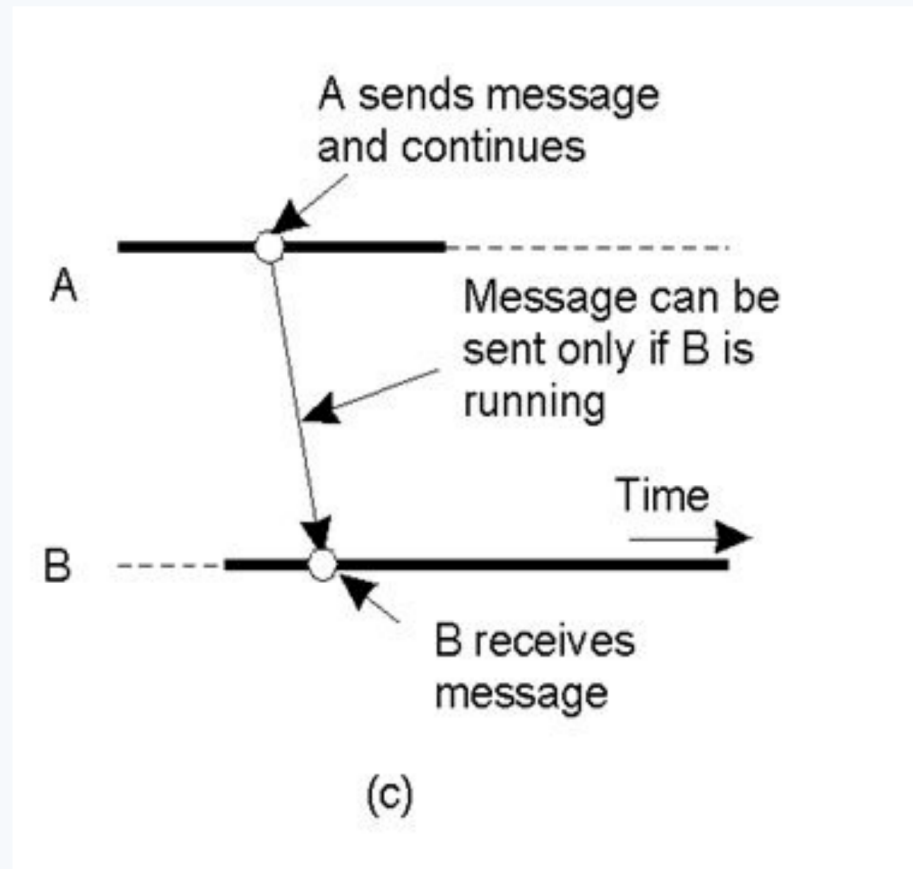 A sends message
and continues
A
Message can be
sent only if B is
running
Time
B
B receives
message
(c)